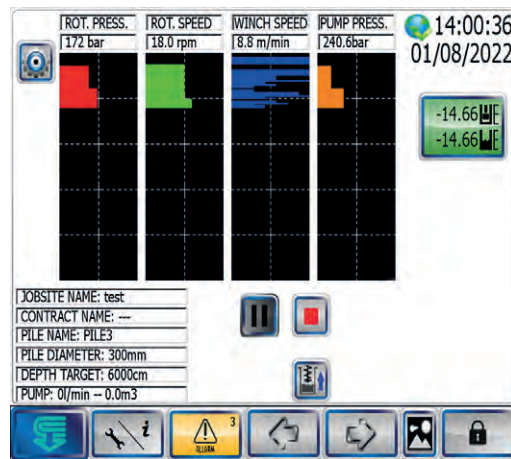 ROT. PRESS.
172 bar
ROT. SPEED
18.0 rpm
WINCH SPEED
8.8 m/min
PUMP PRESS.
240.6bar
14:00:36
01/08/2022
-14.66
-14.66
JOBSITE NAME: test
CONTRACT NAME: ---
PILE NAME: PILE3
PILE DIAMETER: 300mm
DEPTH TARGET: 6000cm
PUMP: 0l/min -- 0.0m3
i
3
ALLARM